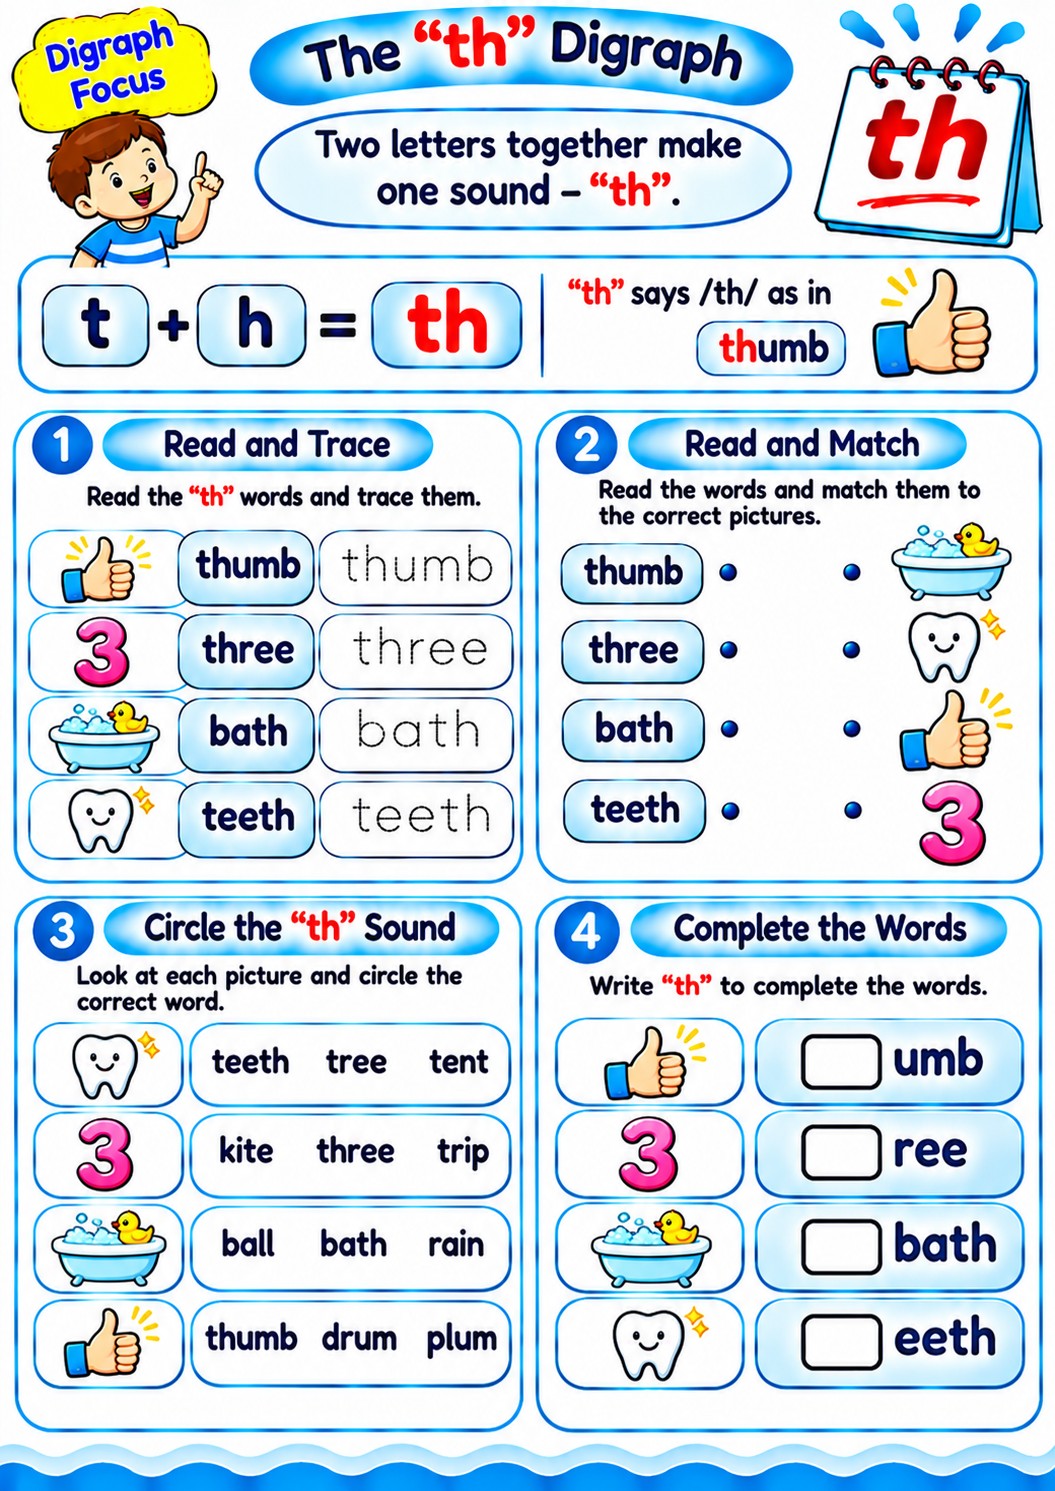 Digraph
Focus
The “th” Digraph
Two letters together make
one sound – “th”.
th
t + h = th
“th” says /th/ as in
thumb
1 Read and Trace
Read the “th” words and trace them.
thumb thumb
3 three three
bath bath
teeth teeth
2 Read and Match
Read the words and match them to
the correct pictures.
thumb
three
bath
teeth
3
3 Circle the “th” Sound
Look at each picture and circle the
correct word.
teeth tree tent
3 kite three trip
ball bath rain
thumb drum plum
4 Complete the Words
Write “th” to complete the words.
umb
3 ree
bath
eeth